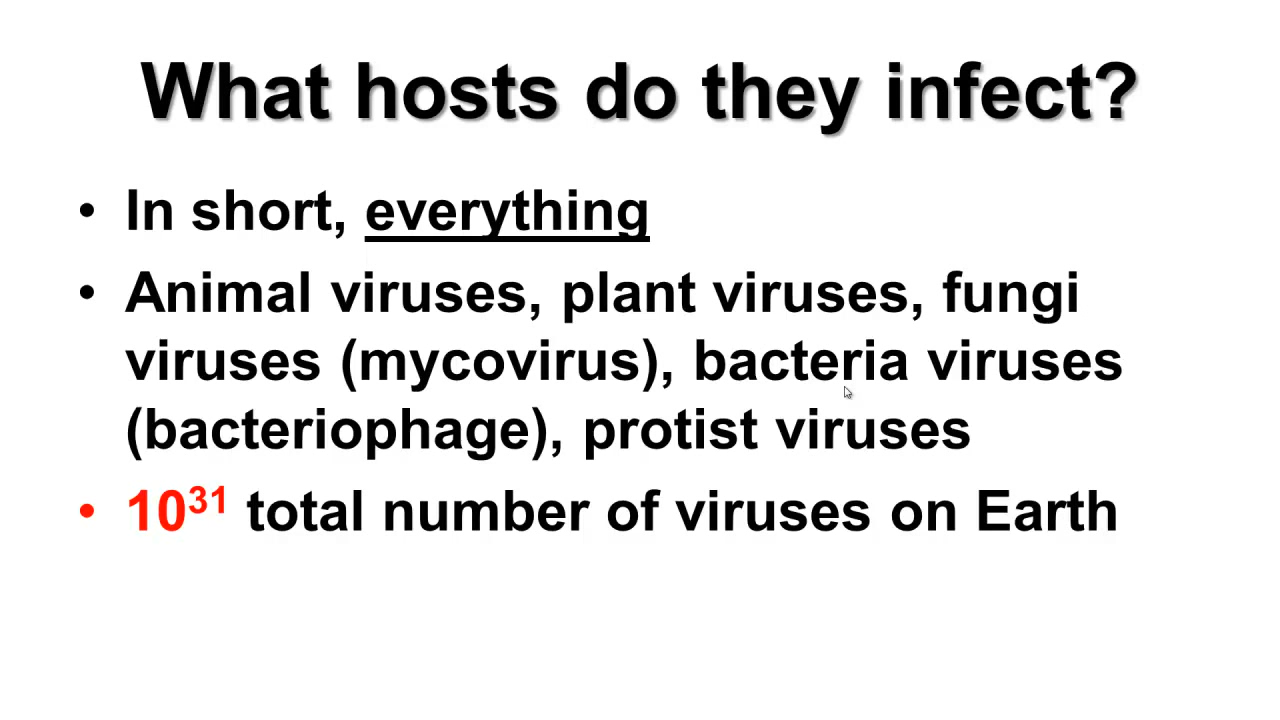 What hosts do they infect?
• In short, everything
• Animal viruses, plant viruses, fungi
viruses (mycovirus), bacteria viruses
(bacteriophage), protist viruses
• 10³¹ total number of viruses on Earth